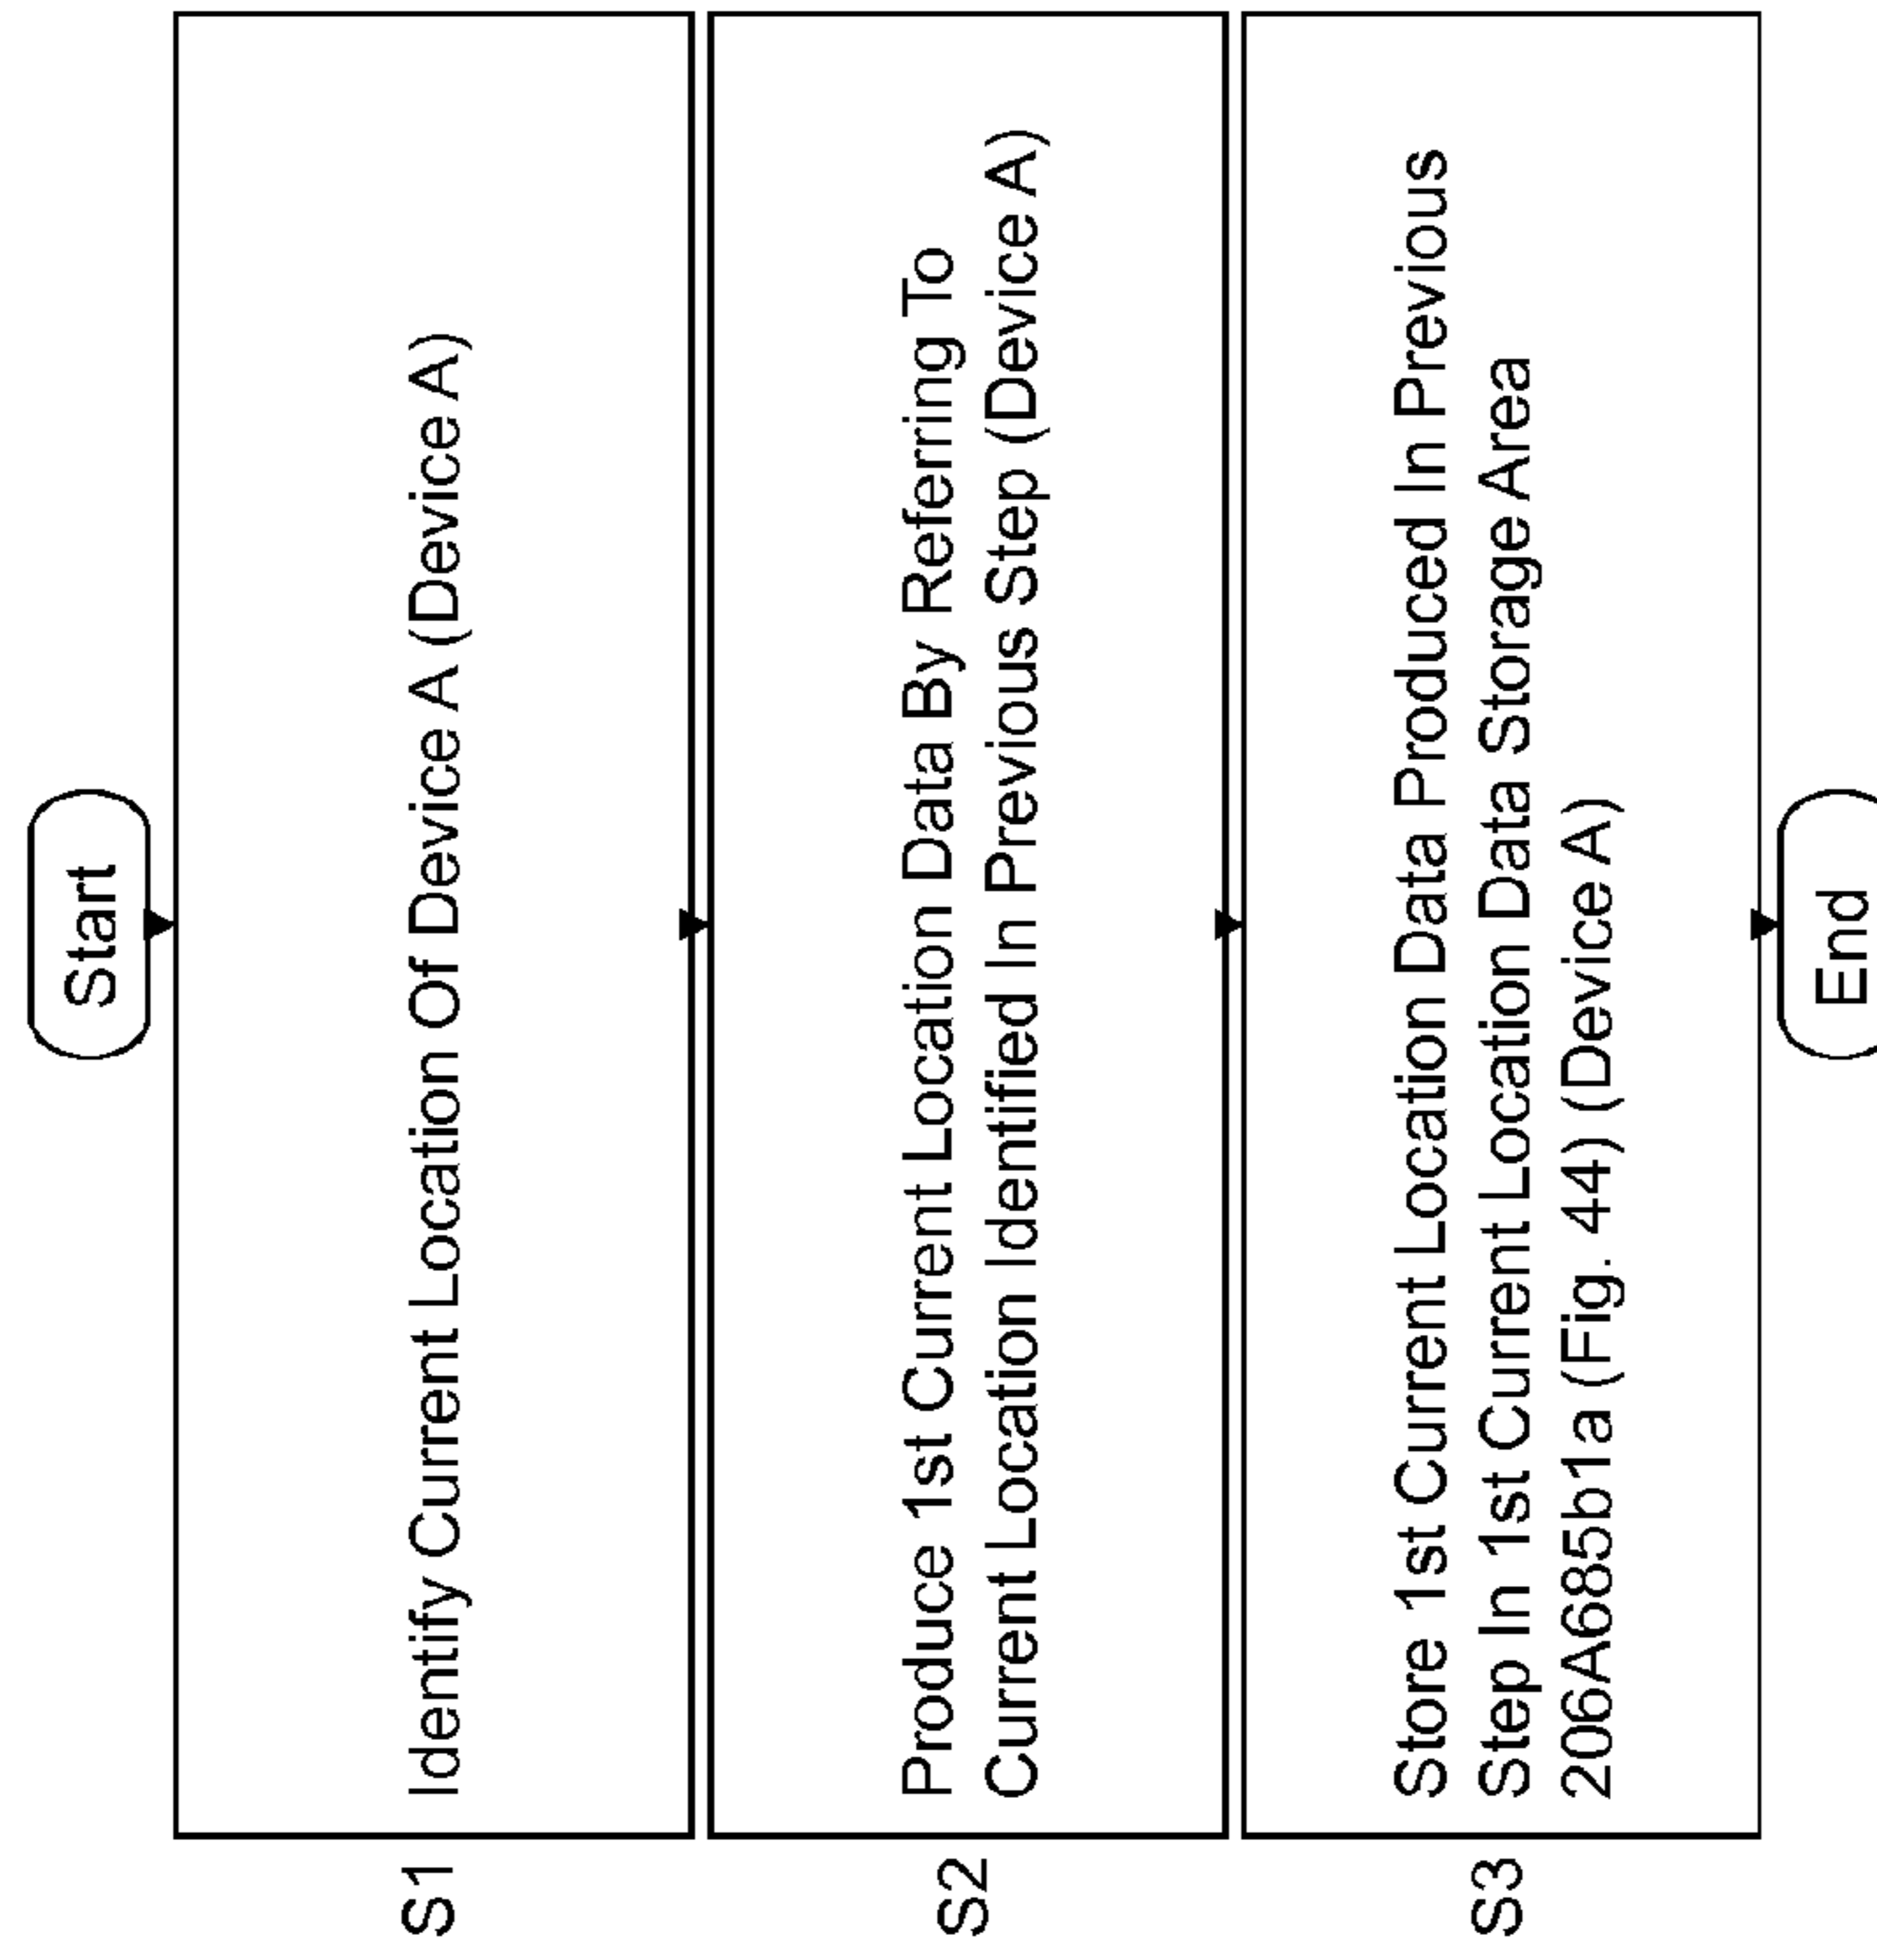 Start
S1
Identify Current Location Of Device A (Device A)
S2
Produce 1st Current Location Data By Referring To
Current Location Identified In Previous Step (Device A)
S3
Store 1st Current Location Data Produced In Previous
Step In 1st Current Location Data Storage Area
206A685b1a (Fig. 44) (Device A)
End